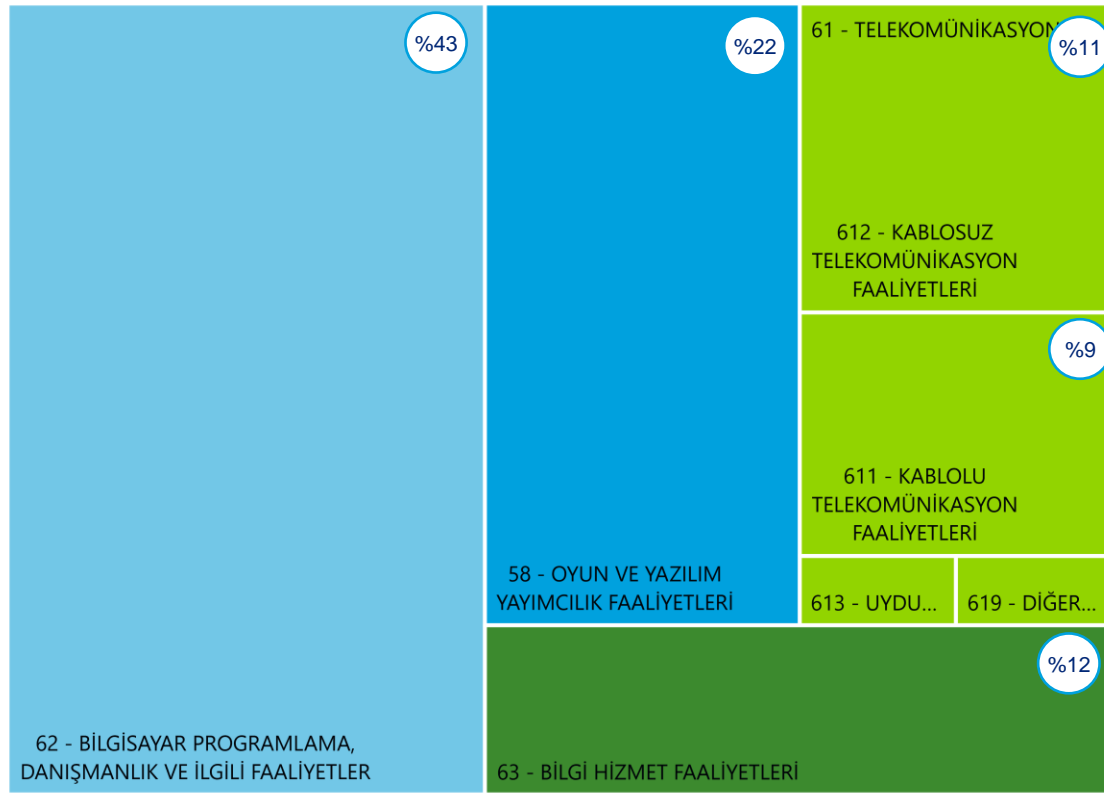 %43
62 - BİLGİSAYAR PROGRAMLAMA,
DANIŞMANLIK VE İLGİLİ FAALİYETLER
%22
58 - OYUN VE YAZILIM
YAYIMCILIK FAALİYETLERİ
61 - TELEKOMÜNİKASYON
%11
612 - KABLOSUZ
TELEKOMÜNİKASYON
FAALİYETLERİ
%9
611 - KABLOLU
TELEKOMÜNİKASYON
FAALİYETLERİ
613 - UYDU...
619 - DİĞER...
%12
63 - BİLGİ HİZMET FAALİYETLERİ